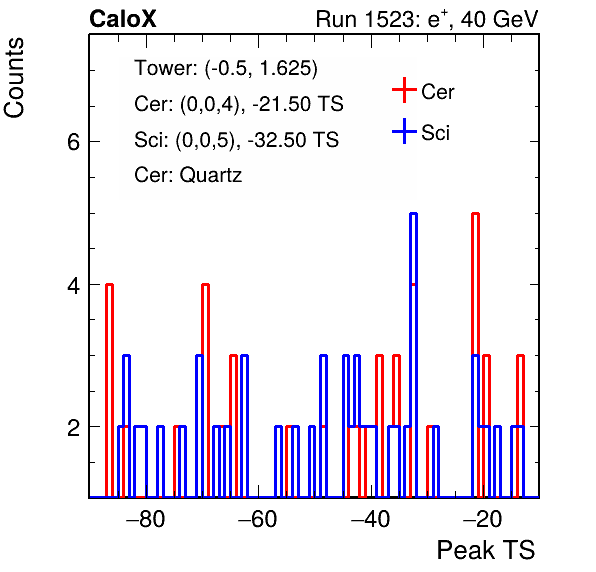 CaloX Run 1523: e⁺, 40 GeV
Counts
Tower: (-0.5, 1.625)
Cer: (0,0,4), -21.50 TS
Sci: (0,0,5), -32.50 TS
Cer: Quartz
Cer
Sci
6
4
2
−80 −60 −40 −20
Peak TS